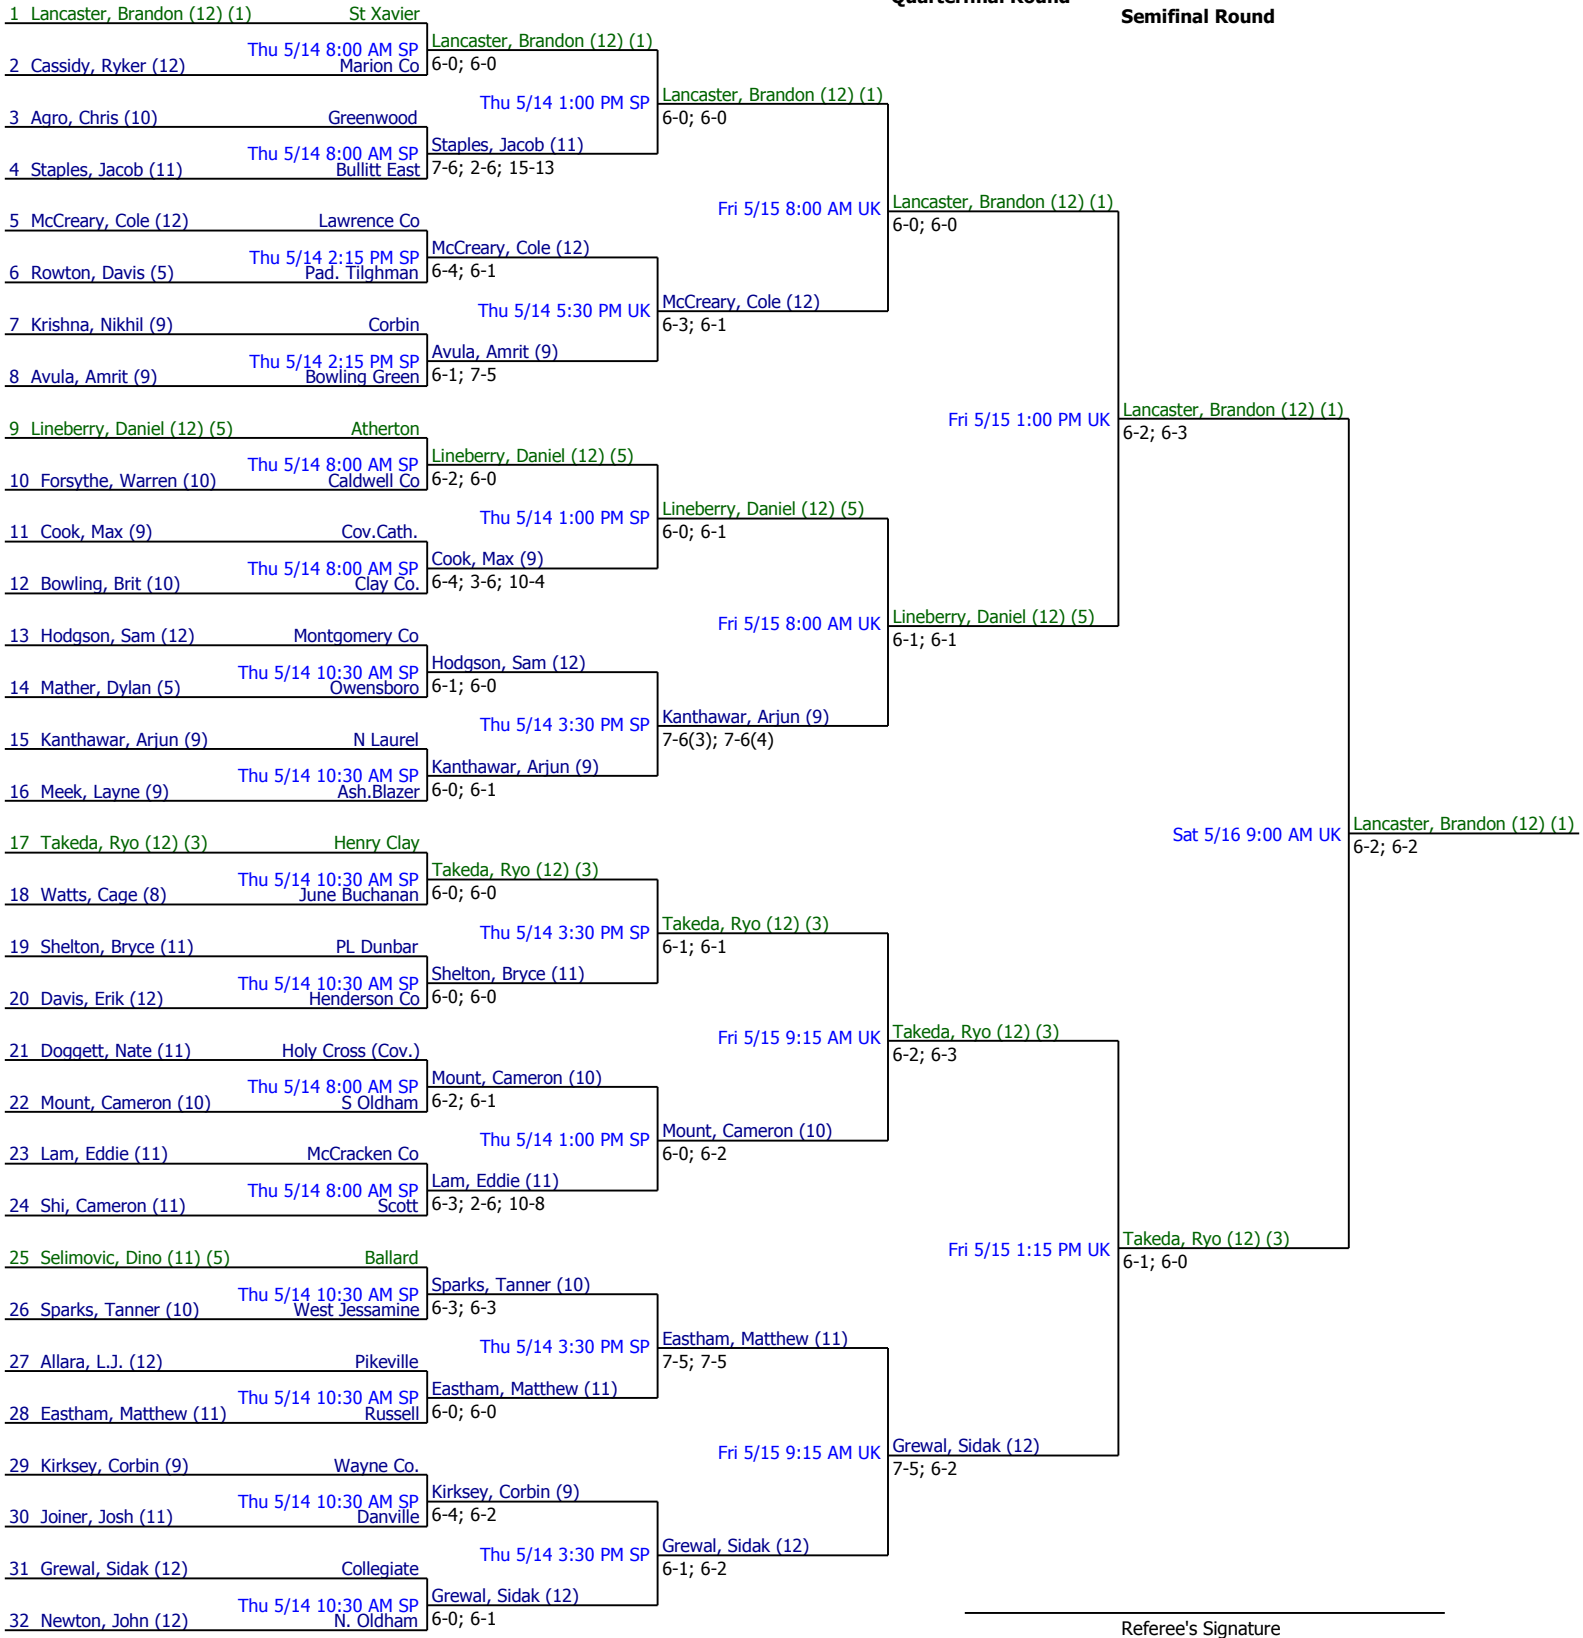 Quarterfinal Round
Semifinal Round
1 Lancaster, Brandon (12) (1) St Xavier
Thu 5/14 8:00 AM SP
Lancaster, Brandon (12) (1)
6-0; 6-0
2 Cassidy, Ryker (12) Marion Co
Thu 5/14 1:00 PM SP
Lancaster, Brandon (12) (1)
6-0; 6-0
3 Agro, Chris (10) Greenwood
Thu 5/14 8:00 AM SP
Staples, Jacob (11)
7-6; 2-6; 15-13
4 Staples, Jacob (11) Bullitt East
Fri 5/15 8:00 AM UK
Lancaster, Brandon (12) (1)
6-0; 6-0
5 McCreary, Cole (12) Lawrence Co
Thu 5/14 2:15 PM SP
McCreary, Cole (12)
6-4; 6-1
6 Rowton, Davis (5) Pad. Tilghman
Thu 5/14 5:30 PM UK
McCreary, Cole (12)
6-3; 6-1
7 Krishna, Nikhil (9) Corbin
Thu 5/14 2:15 PM SP
Avula, Amrit (9)
6-1; 7-5
8 Avula, Amrit (9) Bowling Green
Fri 5/15 1:00 PM UK
Lancaster, Brandon (12) (1)
6-2; 6-3
9 Lineberry, Daniel (12) (5) Atherton
Thu 5/14 8:00 AM SP
Lineberry, Daniel (12) (5)
6-2; 6-0
10 Forsythe, Warren (10) Caldwell Co
Thu 5/14 1:00 PM SP
Lineberry, Daniel (12) (5)
6-0; 6-1
11 Cook, Max (9) Cov.Cath.
Thu 5/14 8:00 AM SP
Cook, Max (9)
6-4; 3-6; 10-4
12 Bowling, Brit (10) Clay Co.
Fri 5/15 8:00 AM UK
Lineberry, Daniel (12) (5)
6-1; 6-1
13 Hodgson, Sam (12) Montgomery Co
Thu 5/14 10:30 AM SP
Hodgson, Sam (12)
6-1; 6-0
14 Mather, Dylan (5) Owensboro
Thu 5/14 3:30 PM SP
Kanthawar, Arjun (9)
7-6(3); 7-6(4)
15 Kanthawar, Arjun (9) N Laurel
Thu 5/14 10:30 AM SP
Kanthawar, Arjun (9)
6-0; 6-1
16 Meek, Layne (9) Ash.Blazer
Sat 5/16 9:00 AM UK
Lancaster, Brandon (12) (1)
6-2; 6-2
17 Takeda, Ryo (12) (3) Henry Clay
Thu 5/14 10:30 AM SP
Takeda, Ryo (12) (3)
6-0; 6-0
18 Watts, Cage (8) June Buchanan
Thu 5/14 3:30 PM SP
Takeda, Ryo (12) (3)
6-1; 6-1
19 Shelton, Bryce (11) PL Dunbar
Thu 5/14 10:30 AM SP
Shelton, Bryce (11)
6-0; 6-0
20 Davis, Erik (12) Henderson Co
Fri 5/15 9:15 AM UK
Takeda, Ryo (12) (3)
6-2; 6-3
21 Doggett, Nate (11) Holy Cross (Cov.)
Thu 5/14 8:00 AM SP
Mount, Cameron (10)
6-2; 6-1
22 Mount, Cameron (10) S Oldham
Thu 5/14 1:00 PM SP
Mount, Cameron (10)
6-0; 6-2
23 Lam, Eddie (11) McCracken Co
Thu 5/14 8:00 AM SP
Lam, Eddie (11)
6-3; 2-6; 10-8
24 Shi, Cameron (11) Scott
Fri 5/15 1:15 PM UK
Takeda, Ryo (12) (3)
6-1; 6-0
25 Selimovic, Dino (11) (5) Ballard
Thu 5/14 10:30 AM SP
Sparks, Tanner (10)
6-3; 6-3
26 Sparks, Tanner (10) West Jessamine
Thu 5/14 3:30 PM SP
Eastham, Matthew (11)
7-5; 7-5
27 Allara, L.J. (12) Pikeville
Thu 5/14 10:30 AM SP
Eastham, Matthew (11)
6-0; 6-0
28 Eastham, Matthew (11) Russell
Fri 5/15 9:15 AM UK
Grewal, Sidak (12)
7-5; 6-2
29 Kirksey, Corbin (9) Wayne Co.
Thu 5/14 10:30 AM SP
Kirksey, Corbin (9)
6-4; 6-2
30 Joiner, Josh (11) Danville
Thu 5/14 3:30 PM SP
Grewal, Sidak (12)
6-1; 6-2
31 Grewal, Sidak (12) Collegiate
Thu 5/14 10:30 AM SP
Grewal, Sidak (12)
6-0; 6-1
32 Newton, John (12) N. Oldham
Referee's Signature